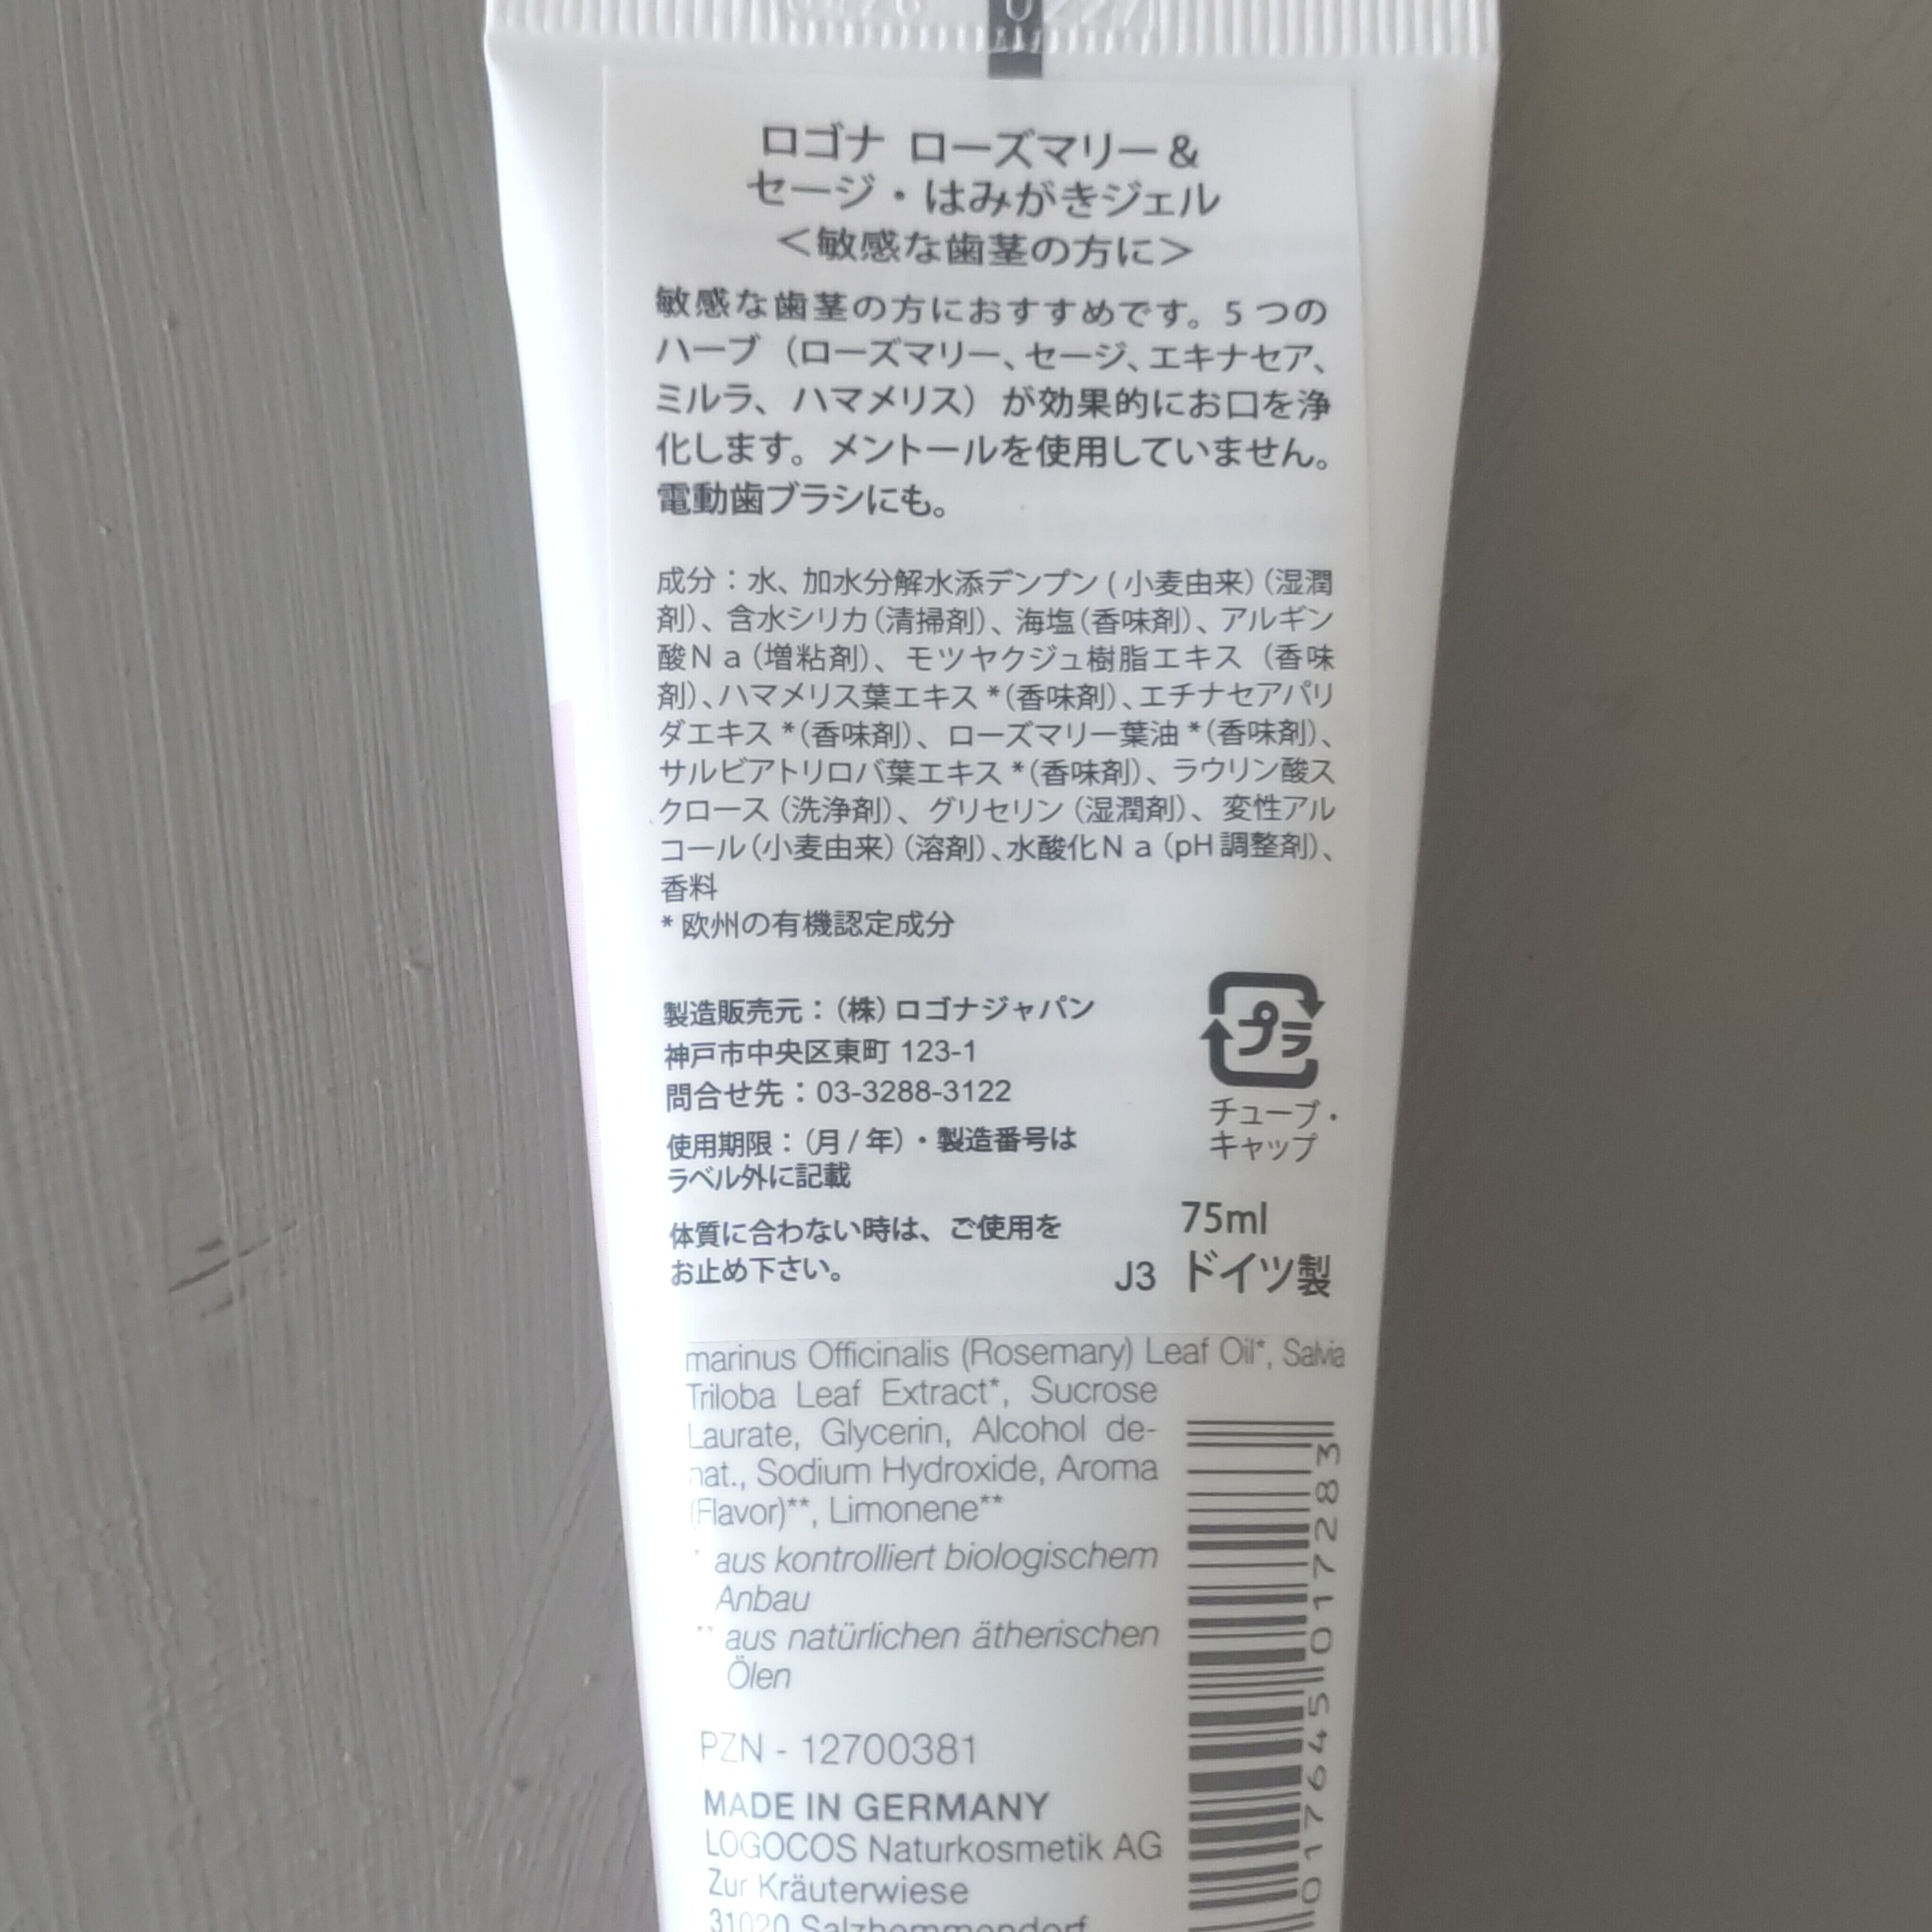 ロゴナ ローズマリー&
セージ・はみがきジェル
＜敏感な歯茎の方に＞
敏感な歯茎の方におすすめです。5つの
ハーブ（ローズマリー、セージ、エキナセア、
ミルラ、ハマメリス）が効果的にお口を浄
化します。メントールを使用していません。
電動歯ブラシにも。
成分：水、加水分解水添デンプン(小麦由来)（湿潤
剤）、含水シリカ（清掃剤）、海塩（香味剤）、アルギン
酸Na（増粘剤）、モツヤクジュ樹脂エキス（香味
剤）、ハマメリス葉エキス*（香味剤）、エチナセアパリ
ダエキス*（香味剤）、ローズマリー葉油*（香味剤）、
サルビアトリロバ葉エキス*（香味剤）、ラウリン酸ス
クロース（洗浄剤）、グリセリン（湿潤剤）、変性アル
コール（小麦由来）（溶剤）、水酸化Na（pH調整剤）、
香料
*欧州の有機認定成分
製造販売元：（株）ロゴナジャパン
神戸市中央区東町 123-1
問合せ先：03-3288-3122
使用期限：（月/年）・製造番号は
ラベル外に記載
体質に合わない時は、ご使用を
お止め下さい。
プラ
チューブ・
キャップ
75ml
J3 ドイツ製
marinus Officinalis (Rosemary) Leaf Oil*, Salvia
Triloba Leaf Extract*, Sucrose
Laurate, Glycerin, Alcohol de-
nat., Sodium Hydroxide, Aroma
(Flavor)**, Limonene**
* aus kontrolliert biologischem
Anbau
** aus natürlichen ätherischen
Ölen
PZN - 12700381
MADE IN GERMANY
LOGOCOS Naturkosmetik AG
Zur Kräuterwiese
31020 Salzhemmendorf
017645 017283